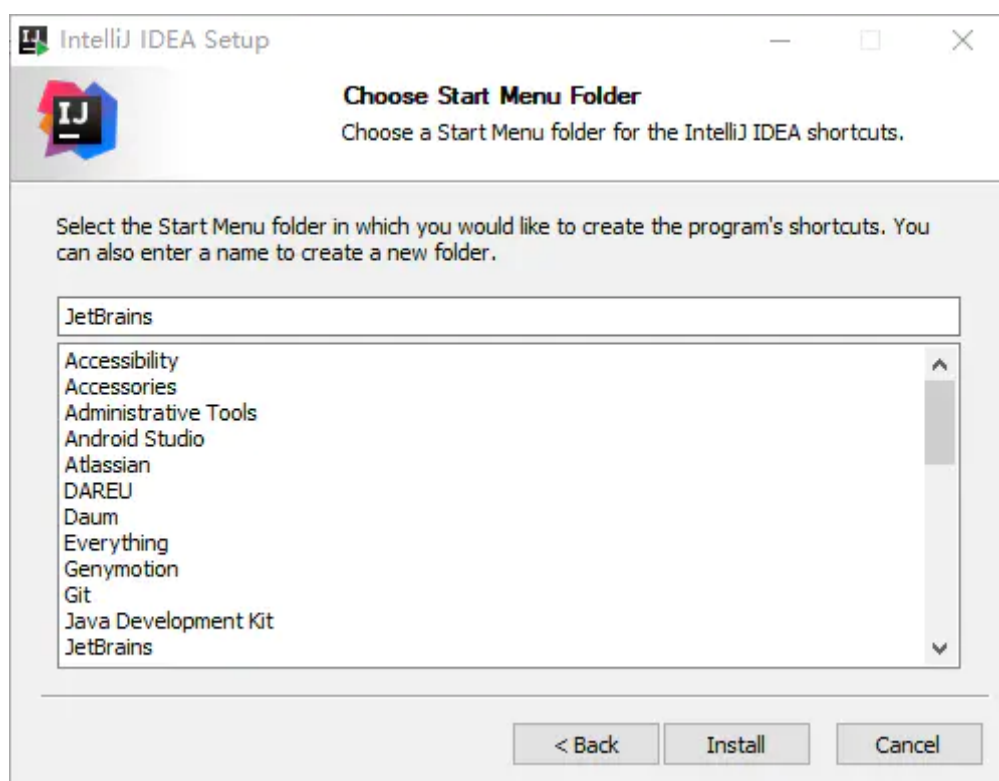 IJ IntelliJ IDEA Setup
IJ
Choose Start Menu Folder
Choose a Start Menu folder for the IntelliJ IDEA shortcuts.
Select the Start Menu folder in which you would like to create the program's shortcuts. You
can also enter a name to create a new folder.
JetBrains
Accessibility
Accessories
Administrative Tools
Android Studio
Atlassian
DAREU
Daum
Everything
Genymotion
Git
Java Development Kit
JetBrains
< Back
Install
Cancel